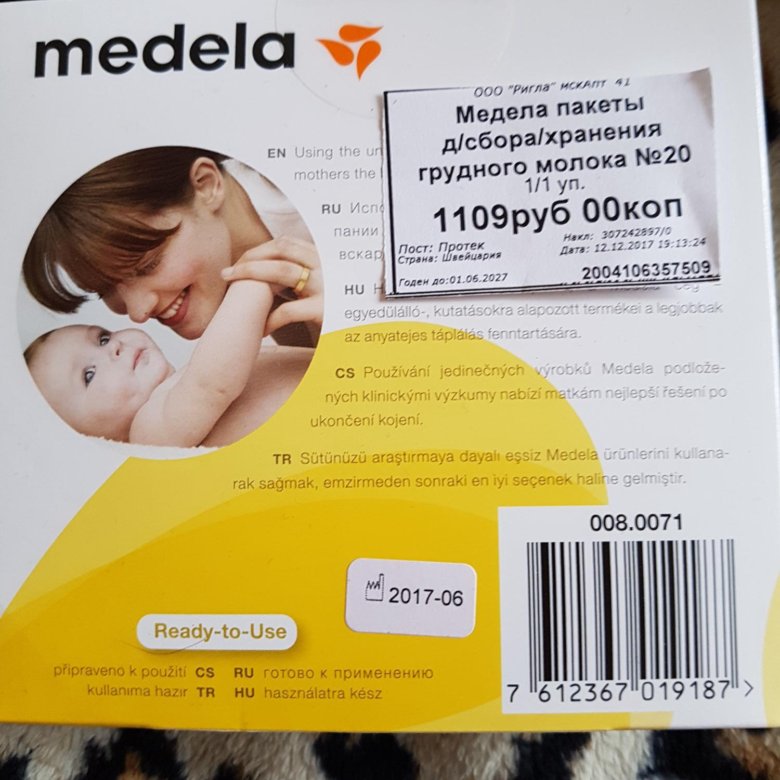 medela
ООО "Ригла" мскАпт 41
Медела пакеты
д/сбора/хранения
грудного молока №20
1/1 уп.
1109руб 00коп
Пост: Протек
Страна: Швейцария
Накл: 307242897/0
Дата: 12.12.2017 19:13:24
Годен до:01.06.2027
2004106357509
EN Using the
mothers the
RU
пании
вскар
HU
egyedülálló-, kutatásokra alapozott termékei a legjobbak
az anyatejes táplálás fenntartására.
CS Používání jedinečných výrobků Medela podlože-
ných klinickými výzkumy nabízí matkám nejlepší řešení po
ukončení kojení.
TR Sütünüzü araştırmaya dayalı eşsiz Medela ürünlerini kullana-
rak sağmak, emzirmeden sonraki en iyi seçenek haline gelmiştir.
008.0071
2017-06
Ready-to-Use
připraveno k použití CS RU готово к применению
kullanıma hazır TR HU használatra kész
7 612367 019187 >